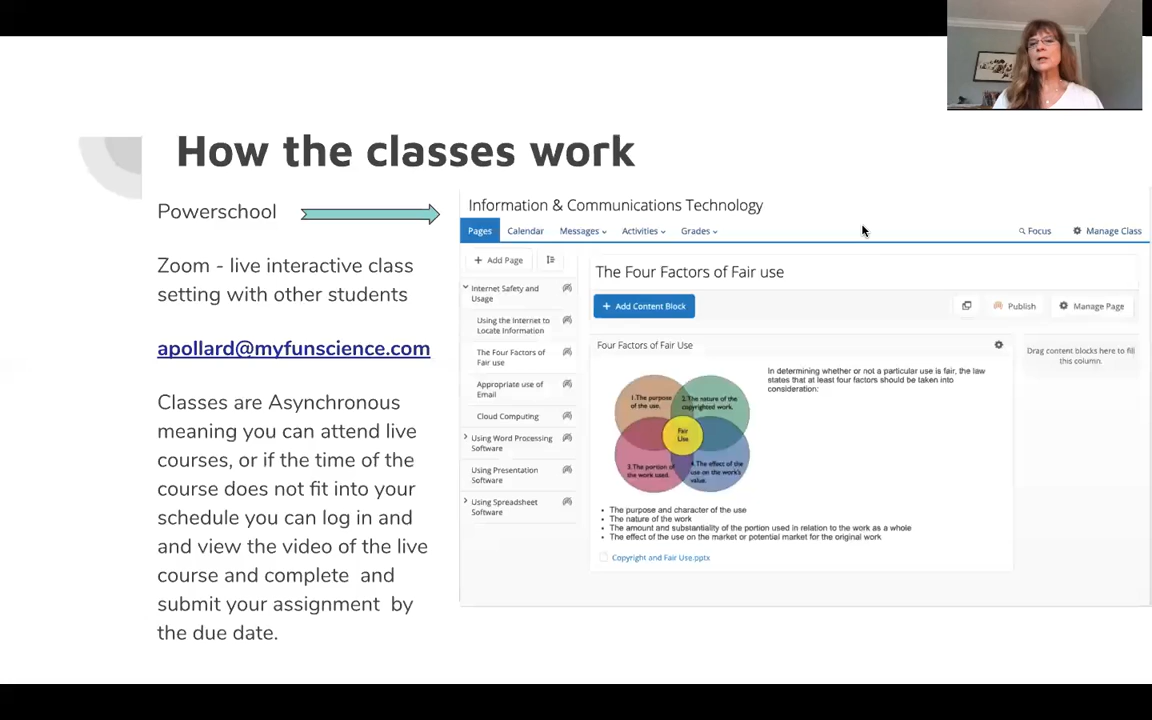 How the classes work
Powerschool
Zoom - live interactive class
setting with other students
apollard@myfunscience.com
Classes are Asynchronous
meaning you can attend live
courses, or if the time of the
course does not fit into your
schedule you can log in and
and view the video of the live
course and complete and
submit your assignment by
the due date.
Information & Communications Technology
Pages Calendar Messages Activities Grades Focus Manage Class
+ Add Page
Internet Safety and
Usage
Using the Internet to
Locate Information
The Four Factors of
Fair use
Appropriate use of
Email
Cloud Computing
Using Word Processing
Software
Using Presentation
Software
Using Spreadsheet
Software
The Four Factors of Fair use
+ Add Content Block Publish Manage Page
Four Factors of Fair Use
1.The purpose
of the use.
2.The nature of the
copyrighted work.
Fair
Use
3.The portion of
the work used.
4.The effect of the
use on the work's
value.
In determining whether or not a particular use is fair, the law
states that at least four factors should be taken into
consideration:
• The purpose and character of the use
• The nature of the work
• The amount and substantiality of the portion used in relation to the work as a whole
• The effect of the use on the market or potential market for the original work
Copyright and Fair Use.pptx
Drag content blocks here to fill
this column.